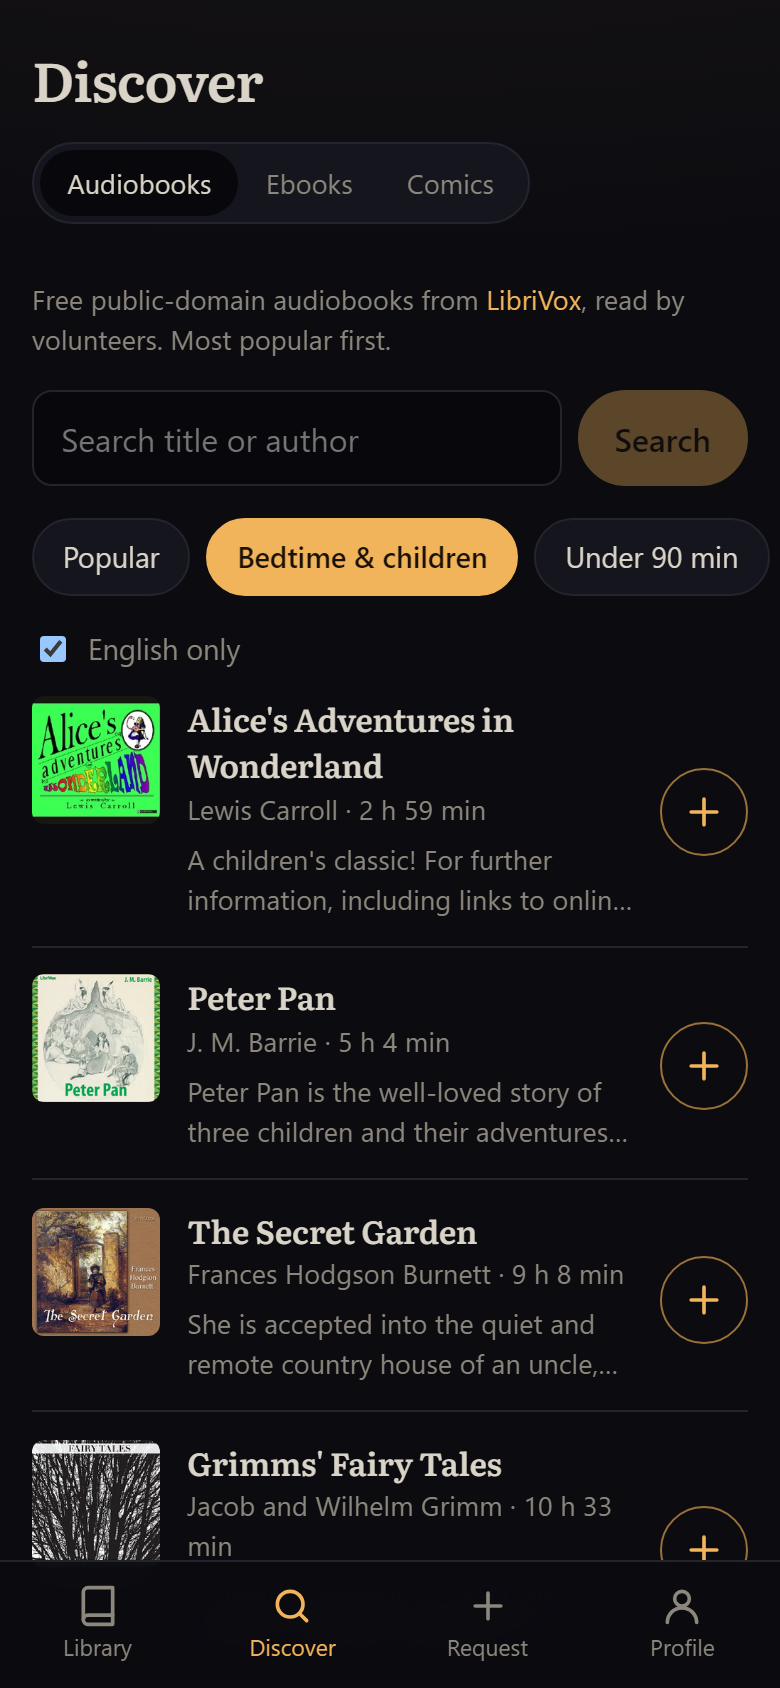 Discover
Audiobooks Ebooks Comics
Free public-domain audiobooks from LibriVox, read by
volunteers. Most popular first.
Search title or author Search
Popular Bedtime & children Under 90 min
English only
Alice's
adventures
WONDERLAND
Lewis Carroll
Alice's Adventures in
Wonderland
Lewis Carroll · 2 h 59 min
A children's classic! For further
information, including links to onlin...
LibriVox J. M. Barrie
Peter Pan
Peter Pan
J. M. Barrie · 5 h 4 min
Peter Pan is the well-loved story of
three children and their adventures...
Frances
Hodgson
Burnett
The Secret Garden
The Secret Garden
Frances Hodgson Burnett · 9 h 8 min
She is accepted into the quiet and
remote country house of an uncle,...
FAIRY TALES
Grimms' Fairy Tales
Jacob and Wilhelm Grimm · 10 h 33
min
Library Discover Request Profile